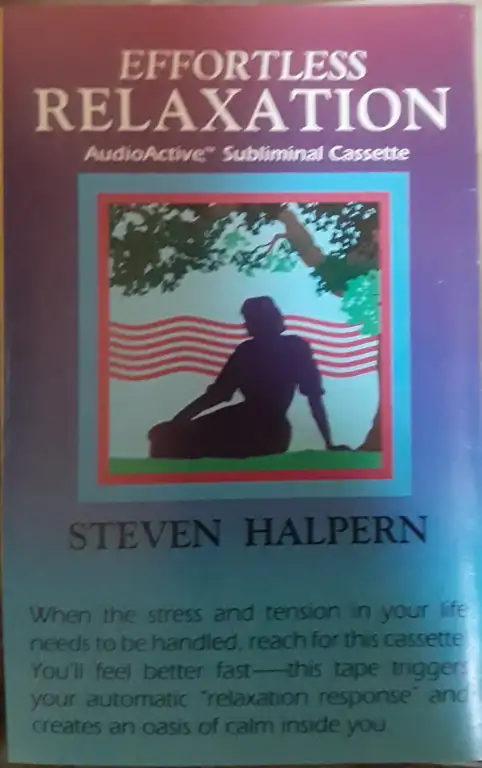 EFFORTLESS
RELAXATION
AudioActive™ Subliminal Cassette
STEVEN HALPERN
When the stress and tension in your life
needs to be handled, reach for this cassette.
You'll feel better fast—this tape triggers
your automatic "relaxation response" and
creates an oasis of calm inside you.